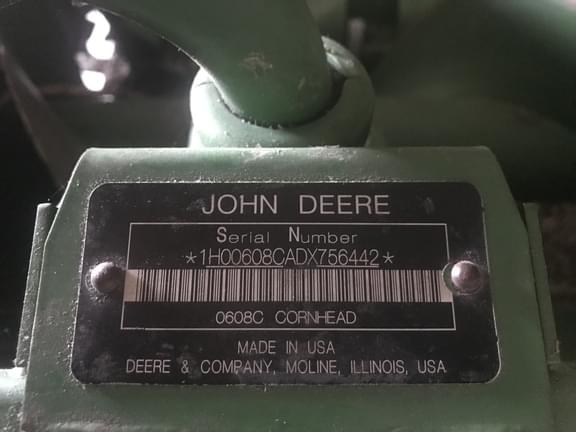 JOHN DEERE
Serial Number
*1H00608CADX756442*
0608C CORNHEAD
MADE IN USA
DEERE & COMPANY, MOLINE, ILLINOIS, USA